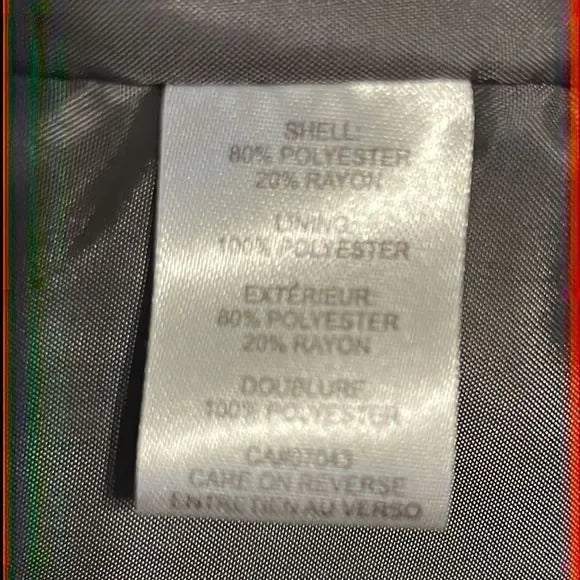 SHELL:
80% POLYESTER
20% RAYON
LINING:
100% POLYESTER
EXTÉRIEUR:
80% POLYESTER
20% RAYON
DOUBLURE:
100% POLYESTER
CA#07043
CARE ON REVERSE
ENTRETIEN AU VERSO